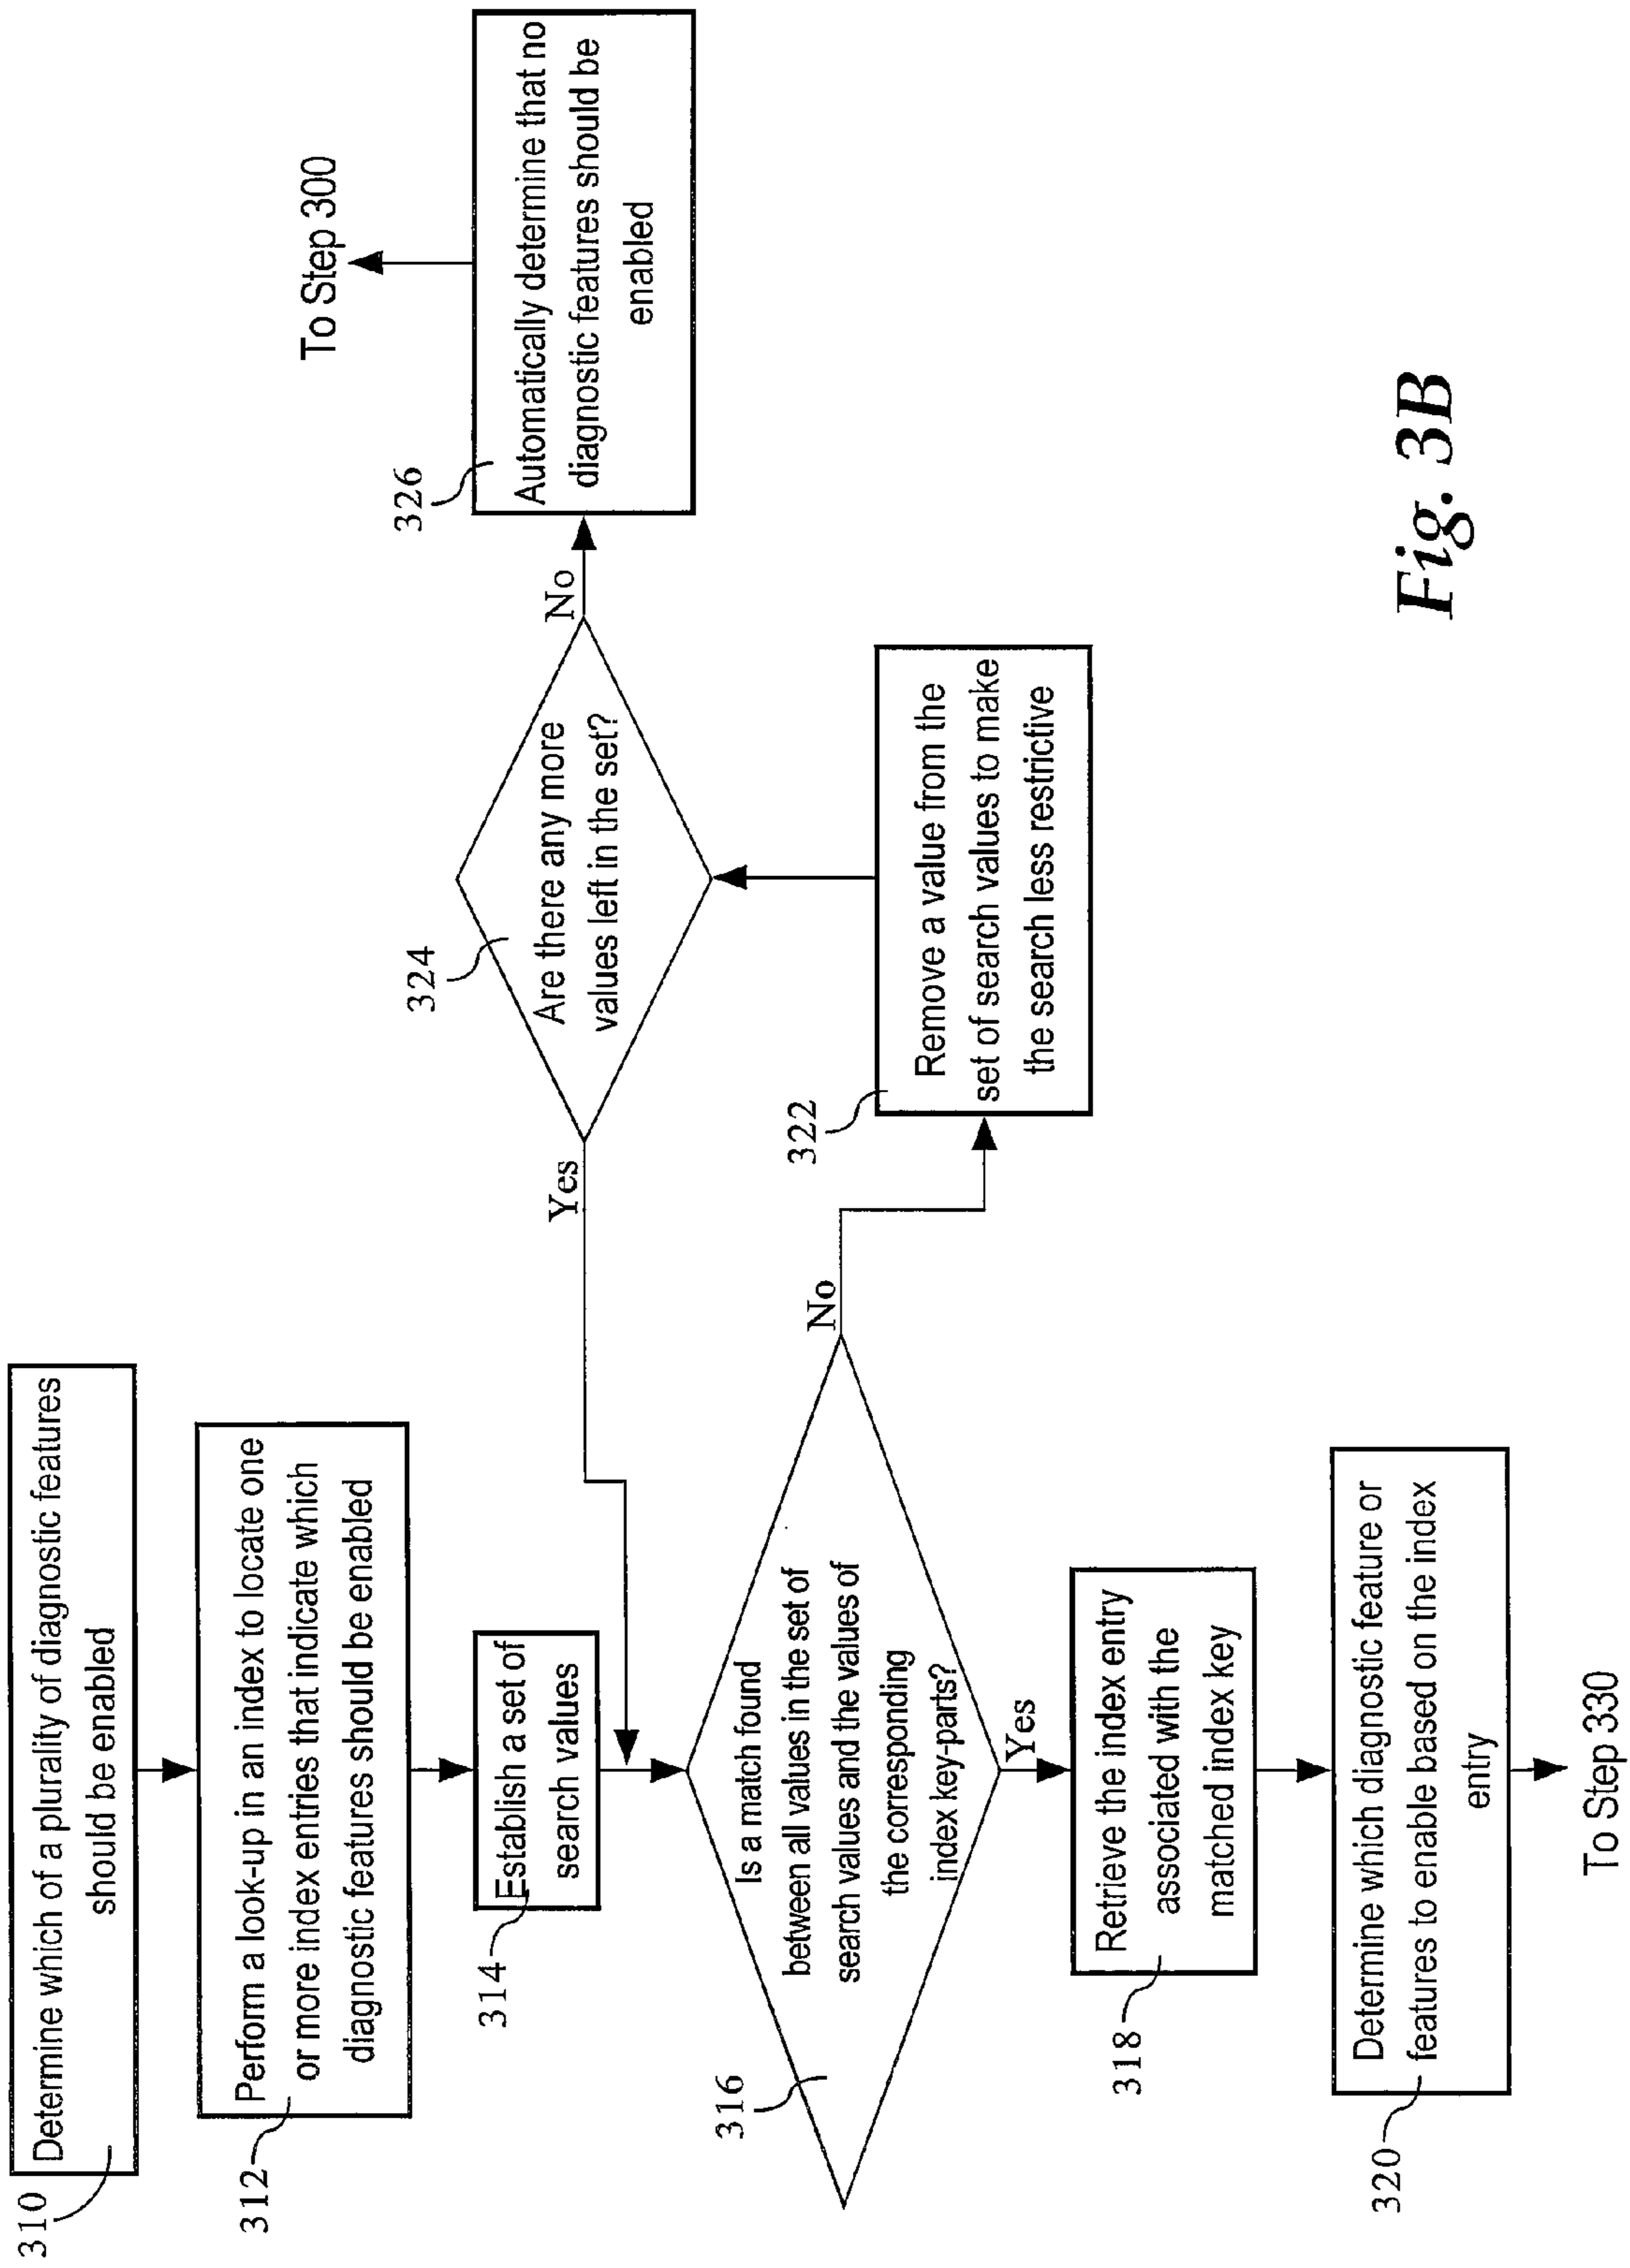 310
Determine which of a plurality of diagnostic features
should be enabled
312
Perform a look-up in an index to locate one
or more index entries that indicate which
diagnostic features should be enabled
314
Establish a set of
search values
316
Is a match found
between all values in the set of
search values and the values of
the corresponding
index key-parts?
Yes
No
318
Retrieve the index entry
associated with the
matched index key
320
Determine which diagnostic feature or
features to enable based on the index
entry
To Step 330
322
Remove a value from the
set of search values to make
the search less restrictive
324
Are there any more
values left in the set?
Yes
No
326
Automatically determine that no
diagnostic features should be
enabled
To Step 300
Fig. 3B